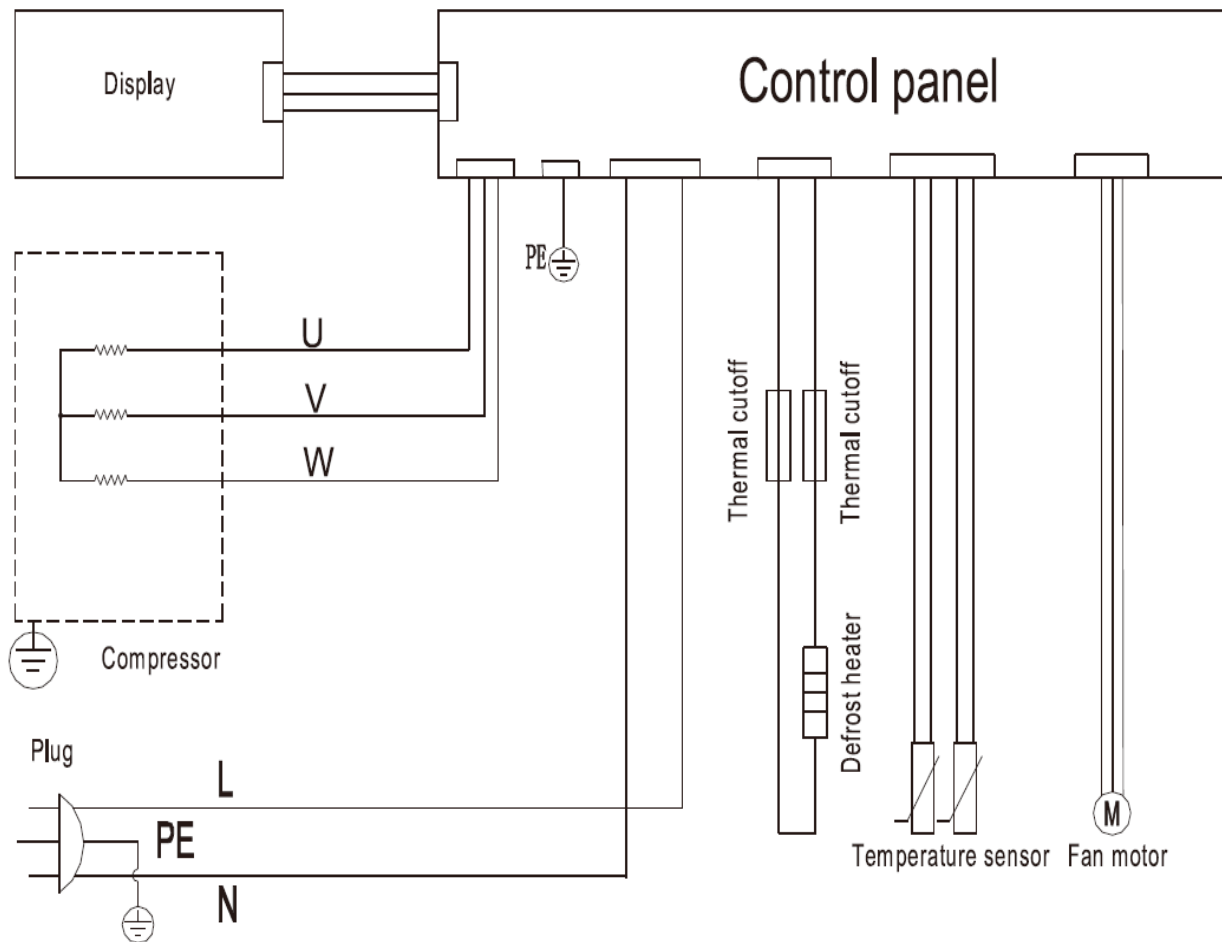 Display
Control panel
PE
U
V
W
Thermal cutoff
Thermal cutoff
Defrost heater
Compressor
Plug
L
PE
N
M
Temperature sensor
Fan motor